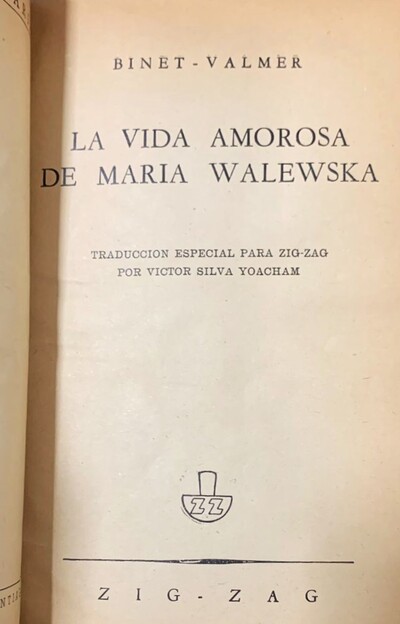 BINET-VALMER
LA VIDA AMOROSA
DE MARIA WALEWSKA
TRADUCCION ESPECIAL PARA ZIG-ZAG
POR VICTOR SILVA YOACHAM
ZZ
ZIG-ZAG